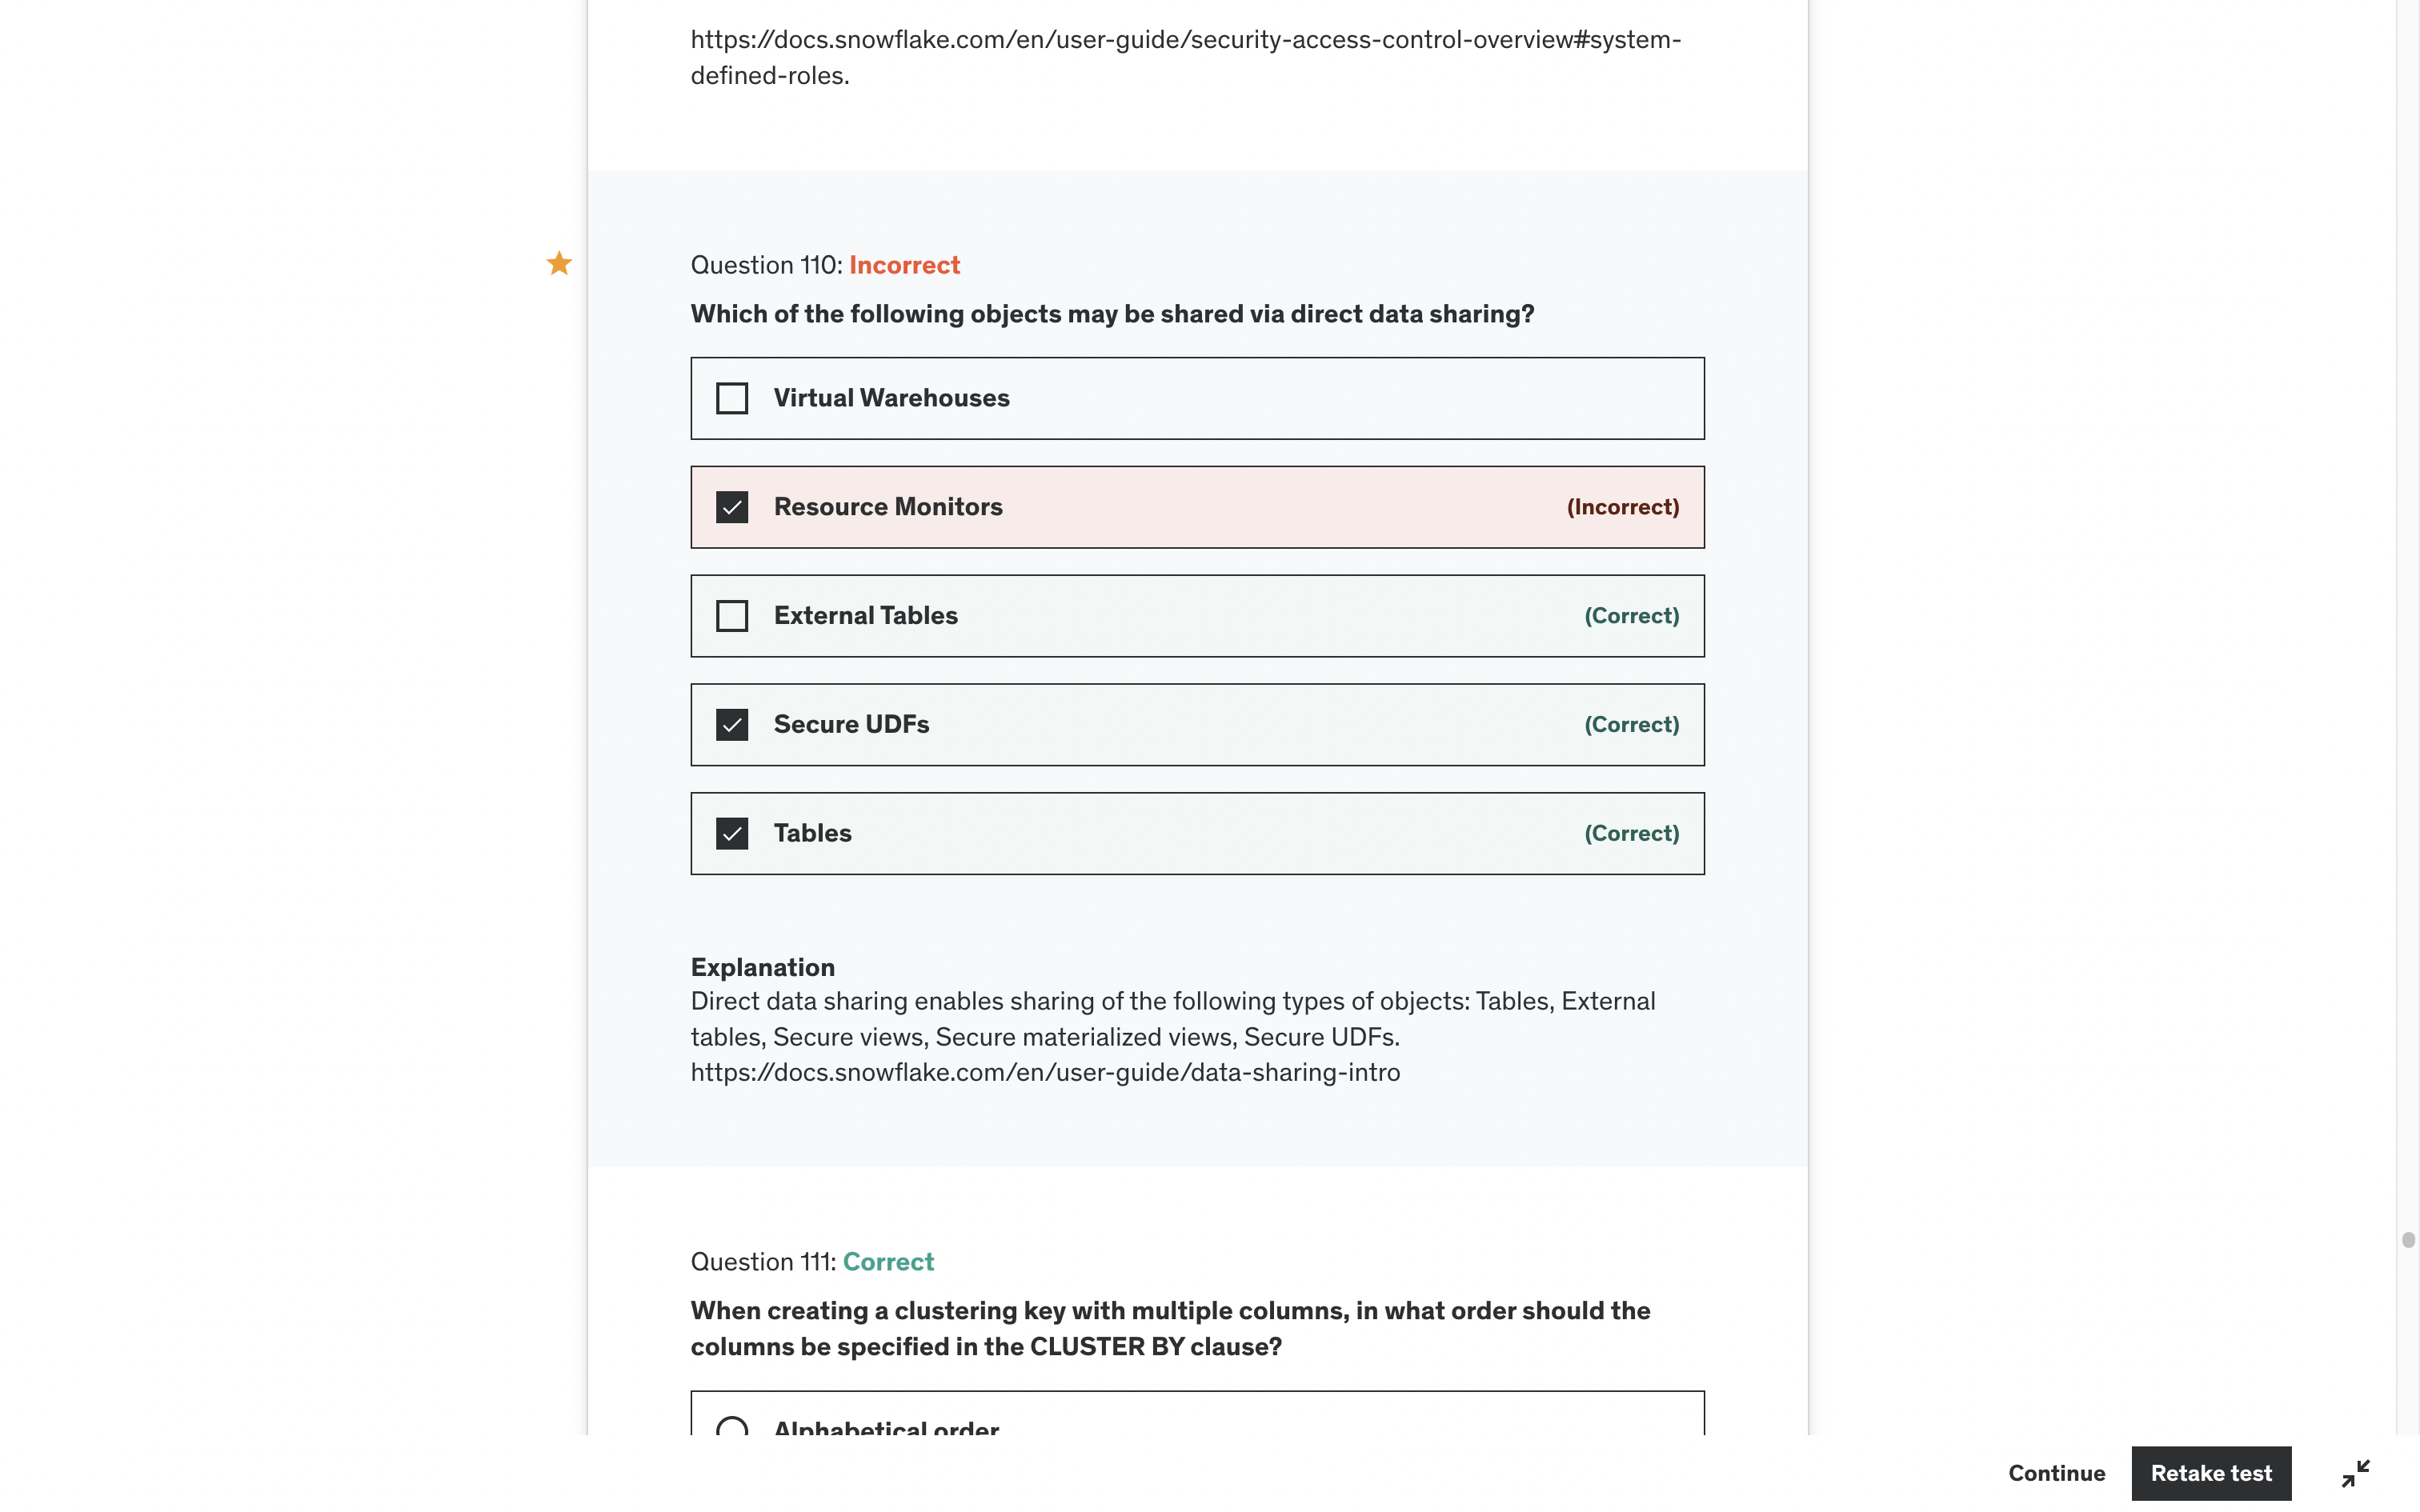 https://docs.snowflake.com/en/user-guide/security-access-control-overview#system-
defined-roles.
Question 110: Incorrect
Which of the following objects may be shared via direct data sharing?
Virtual Warehouses
Resource Monitors (Incorrect)
External Tables (Correct)
Secure UDFs (Correct)
Tables (Correct)
Explanation
Direct data sharing enables sharing of the following types of objects: Tables, External
tables, Secure views, Secure materialized views, Secure UDFs.
https://docs.snowflake.com/en/user-guide/data-sharing-intro
Question 111: Correct
When creating a clustering key with multiple columns, in what order should the
columns be specified in the CLUSTER BY clause?
Alphabetical order
Continue Retake test